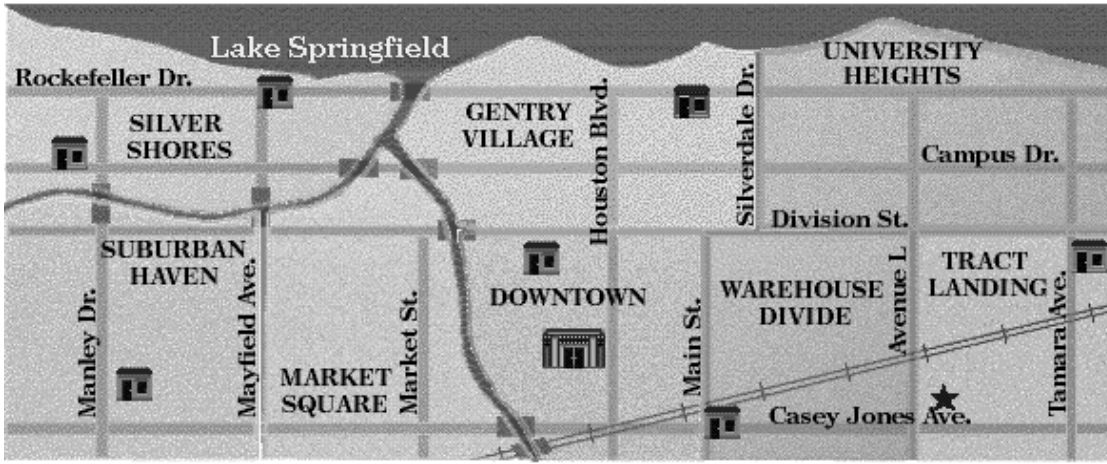 Lake Springfield
UNIVERSITY
HEIGHTS
Rockefeller Dr.
SILVER
SHORES
GENTRY
VILLAGE
Houston Blvd.
Silverdale Dr.
Campus Dr.
Division St.
SUBURBAN
HAVEN
Manley Dr.
Mayfield Ave.
Market St.
MARKET
SQUARE
DOWNTOWN
Main St.
WAREHOUSE
DIVIDE
Avenue L
TRACT
LANDING
Tamara Ave.
Casey Jones Ave.